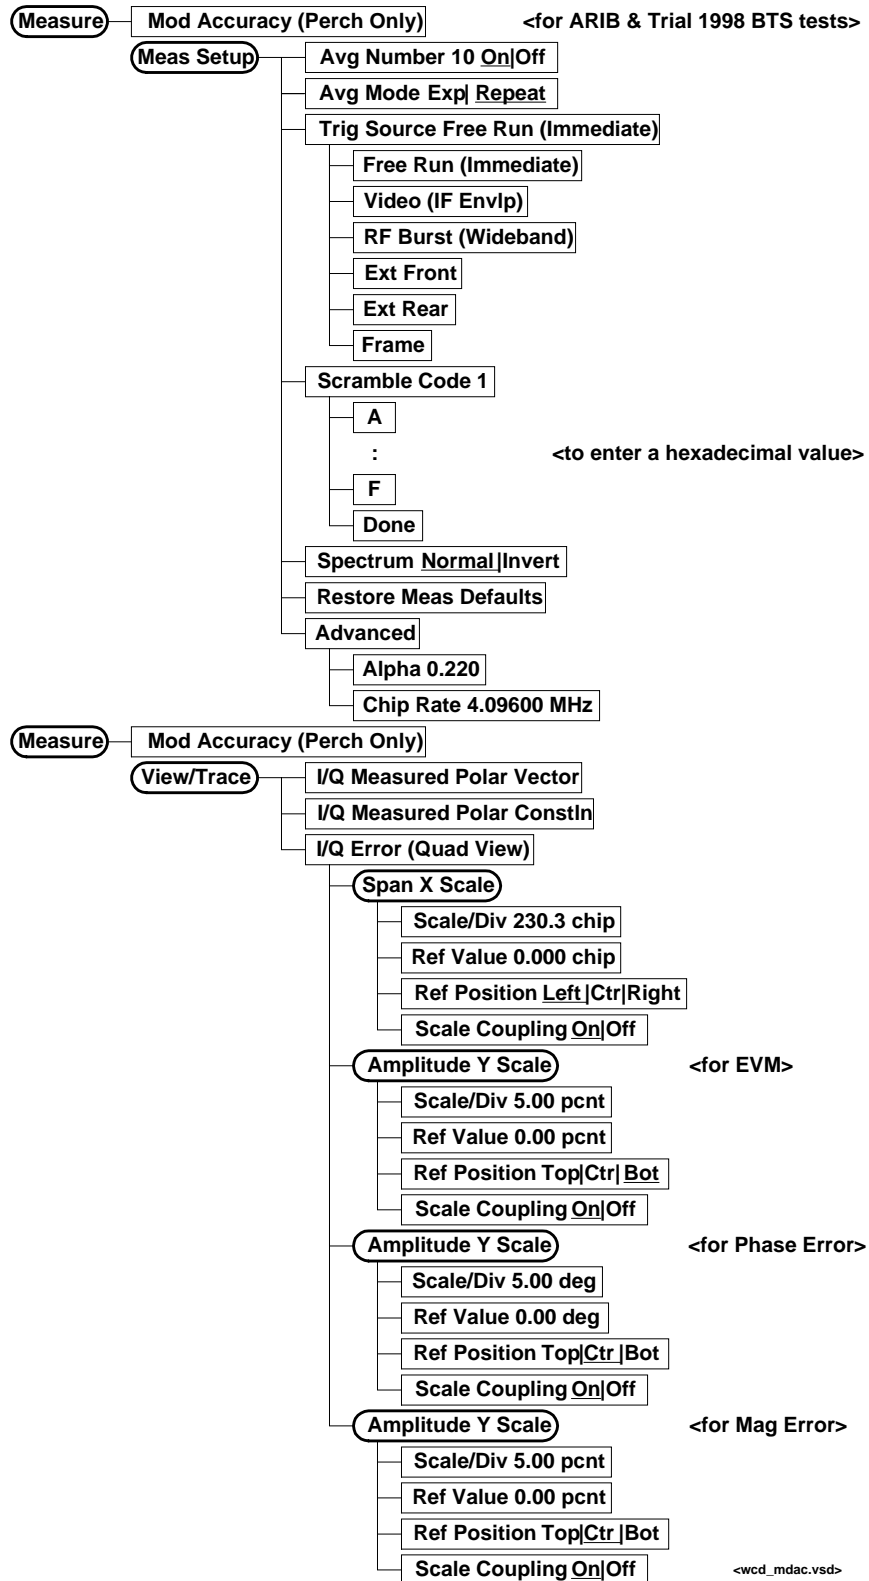 Measure Mod Accuracy (Perch Only) <for ARIB & Trial 1998 BTS tests>
Meas Setup Avg Number 10 On|Off
Avg Mode Exp| Repeat
Trig Source Free Run (Immediate)
Free Run (Immediate)
Video (IF Envlp)
RF Burst (Wideband)
Ext Front
Ext Rear
Frame
Scramble Code 1
A
: <to enter a hexadecimal value>
F
Done
Spectrum Normal|Invert
Restore Meas Defaults
Advanced
Alpha 0.220
Chip Rate 4.09600 MHz
Measure Mod Accuracy (Perch Only)
View/Trace I/Q Measured Polar Vector
I/Q Measured Polar Constln
I/Q Error (Quad View)
Span X Scale
Scale/Div 230.3 chip
Ref Value 0.000 chip
Ref Position Left|Ctr|Right
Scale Coupling On|Off
Amplitude Y Scale <for EVM>
Scale/Div 5.00 pcnt
Ref Value 0.00 pcnt
Ref Position Top|Ctr| Bot
Scale Coupling On|Off
Amplitude Y Scale <for Phase Error>
Scale/Div 5.00 deg
Ref Value 0.00 deg
Ref Position Top|Ctr |Bot
Scale Coupling On|Off
Amplitude Y Scale <for Mag Error>
Scale/Div 5.00 pcnt
Ref Value 0.00 pcnt
Ref Position Top|Ctr |Bot
Scale Coupling On|Off <wcd_mdac.vsd>